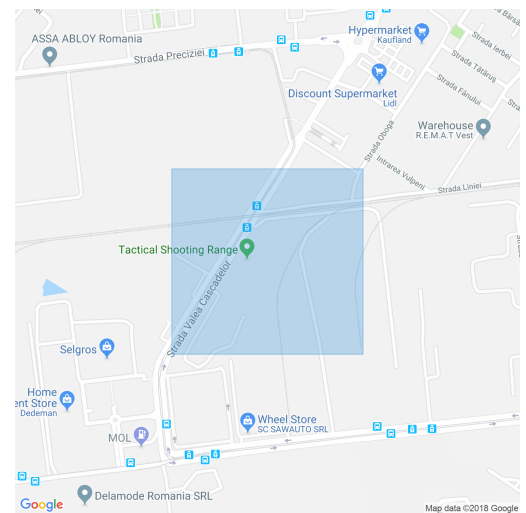 Hypermarket
Kaufland
ASSA ABLOY Romania
Strada Preciziei
Strada Ierbei
Strada Tătăruș
Discount Supermarket
Lidl
Strada Fânului
Warehouse
R.E.M.A.T Vest
Strada Oboga
Intrarea Vulpeni
Strada Liniei
Tactical Shooting Range
Strada Valea Cascadelor
Selgros
Home
ent Store
Dedeman
Wheel Store
SC SAWAUTO SRL
MOL
Delamode Romania SRL
Google
Map data ©2018 Google